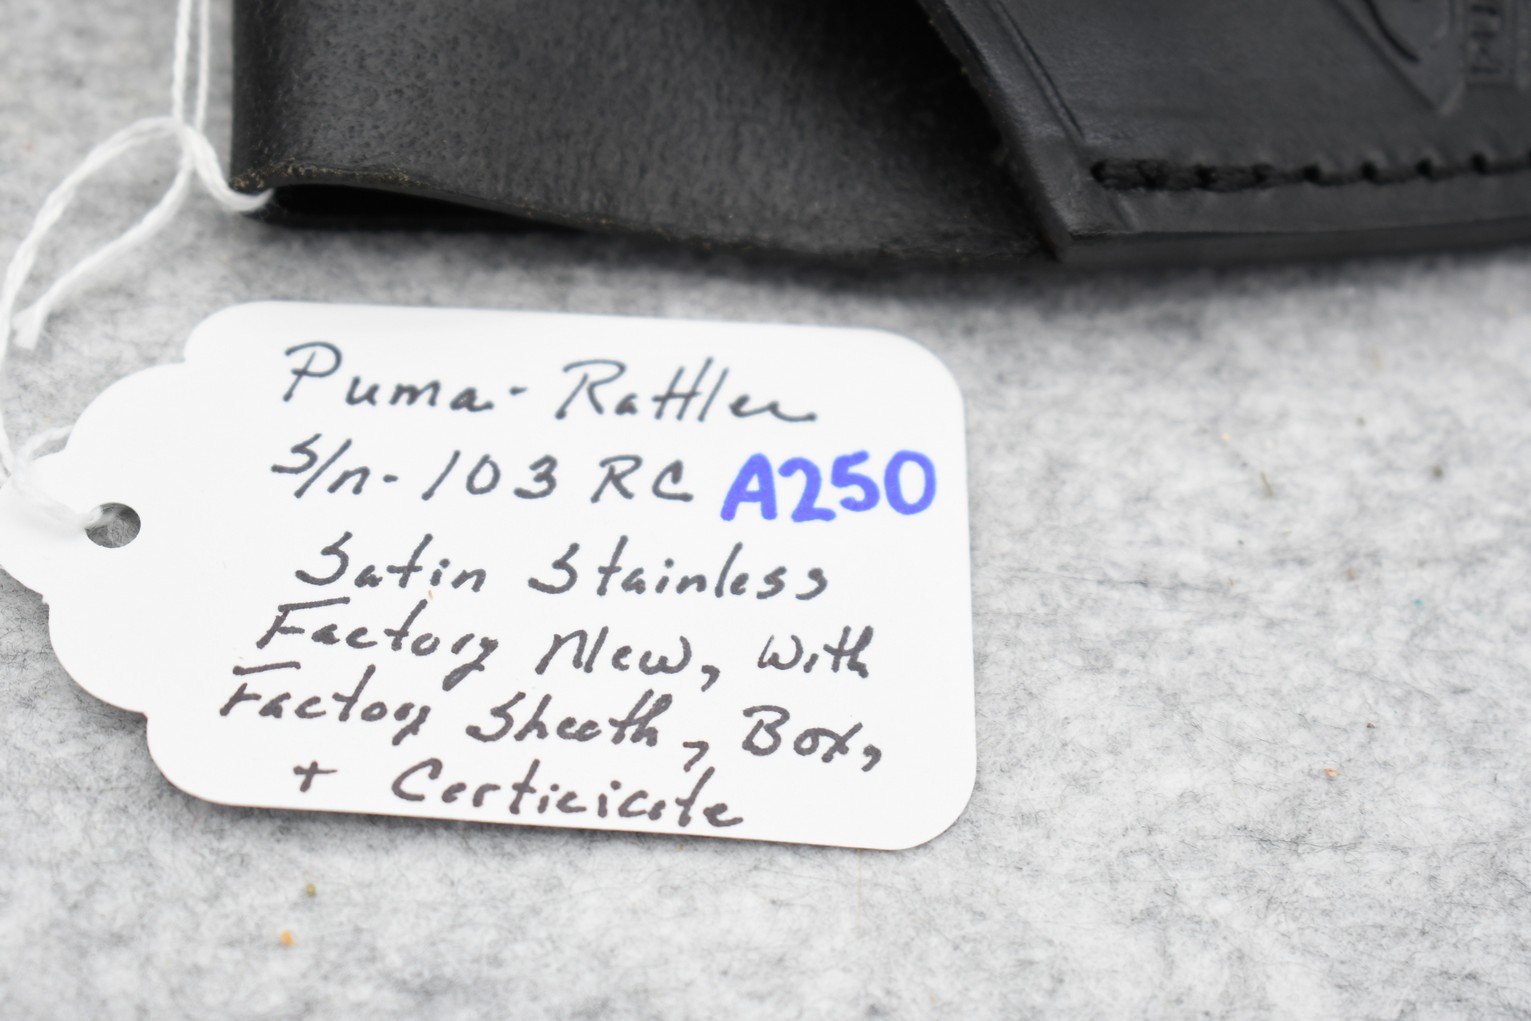 Puma - Rattler
S/n - 103 RC A250
Satin Stainless
Factory New, with
Factory Sheath, Box,
+ Certicicate